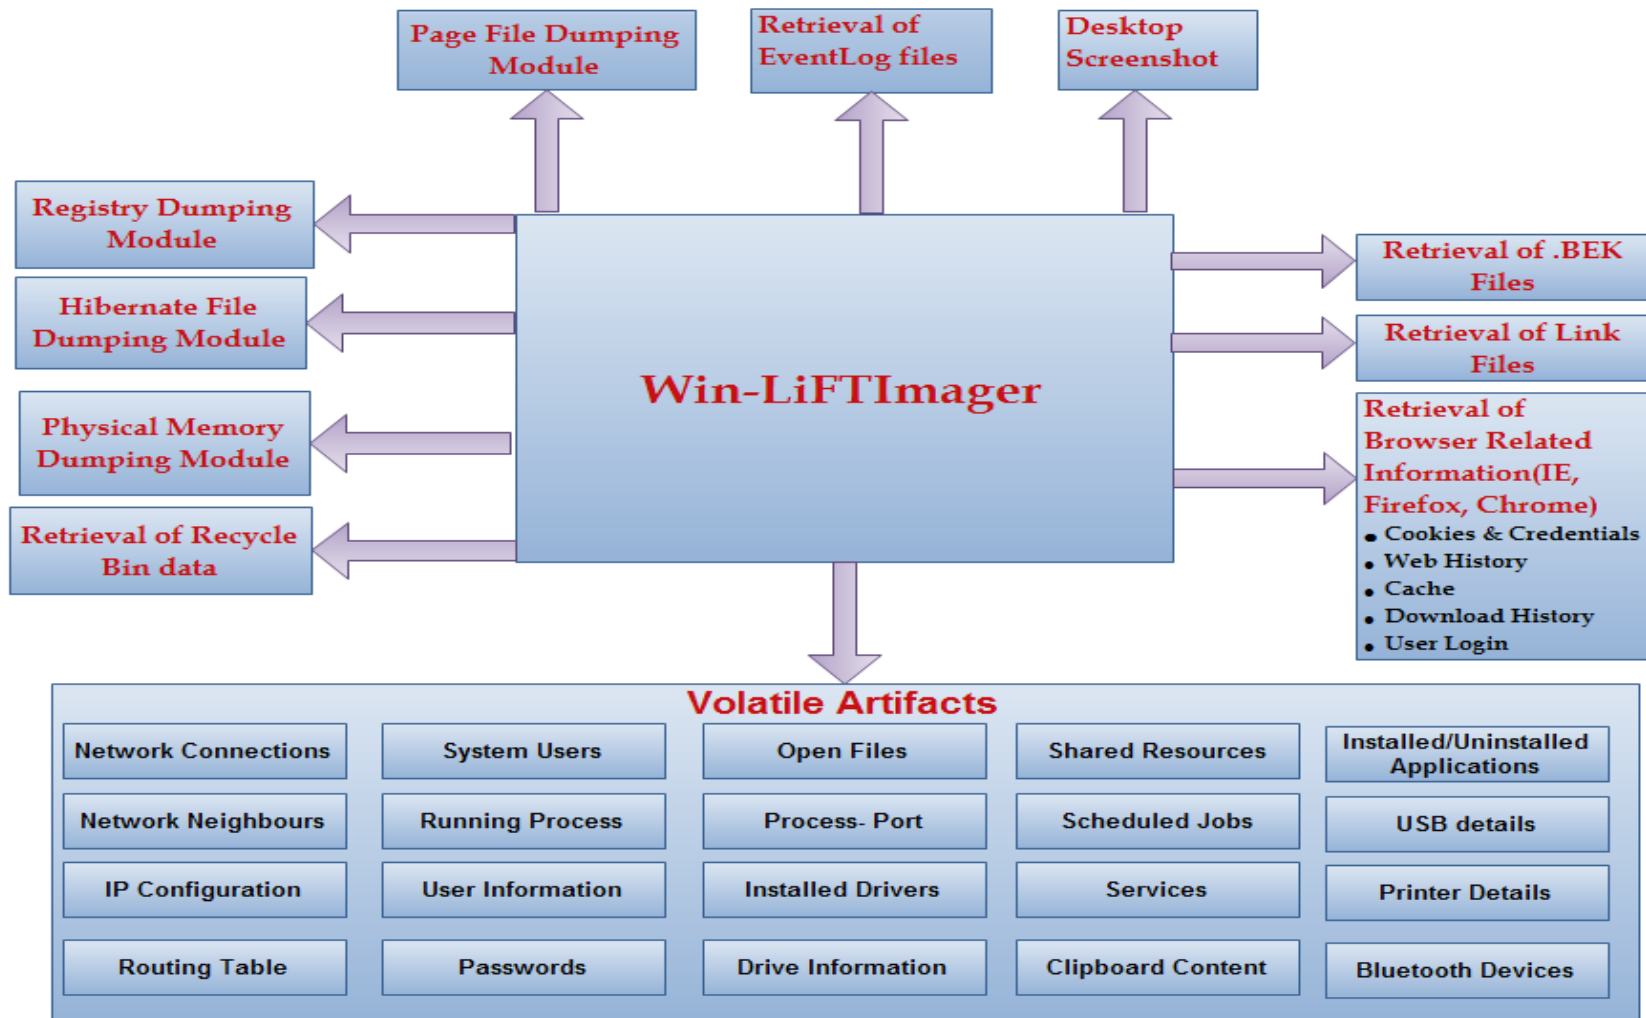 Page File Dumping
Module
Retrieval of
EventLog files
Desktop
Screenshot
Registry Dumping
Module
Hibernate File
Dumping Module
Physical Memory
Dumping Module
Retrieval of Recycle
Bin data
Win-LiFTImager
Retrieval of .BEK
Files
Retrieval of Link
Files
Retrieval of
Browser Related
Information(IE,
Firefox, Chrome)
• Cookies & Credentials
• Web History
• Cache
• Download History
• User Login
Volatile Artifacts
Network Connections
System Users
Open Files
Shared Resources
Installed/Uninstalled
Applications
Network Neighbours
Running Process
Process- Port
Scheduled Jobs
USB details
IP Configuration
User Information
Installed Drivers
Services
Printer Details
Routing Table
Passwords
Drive Information
Clipboard Content
Bluetooth Devices